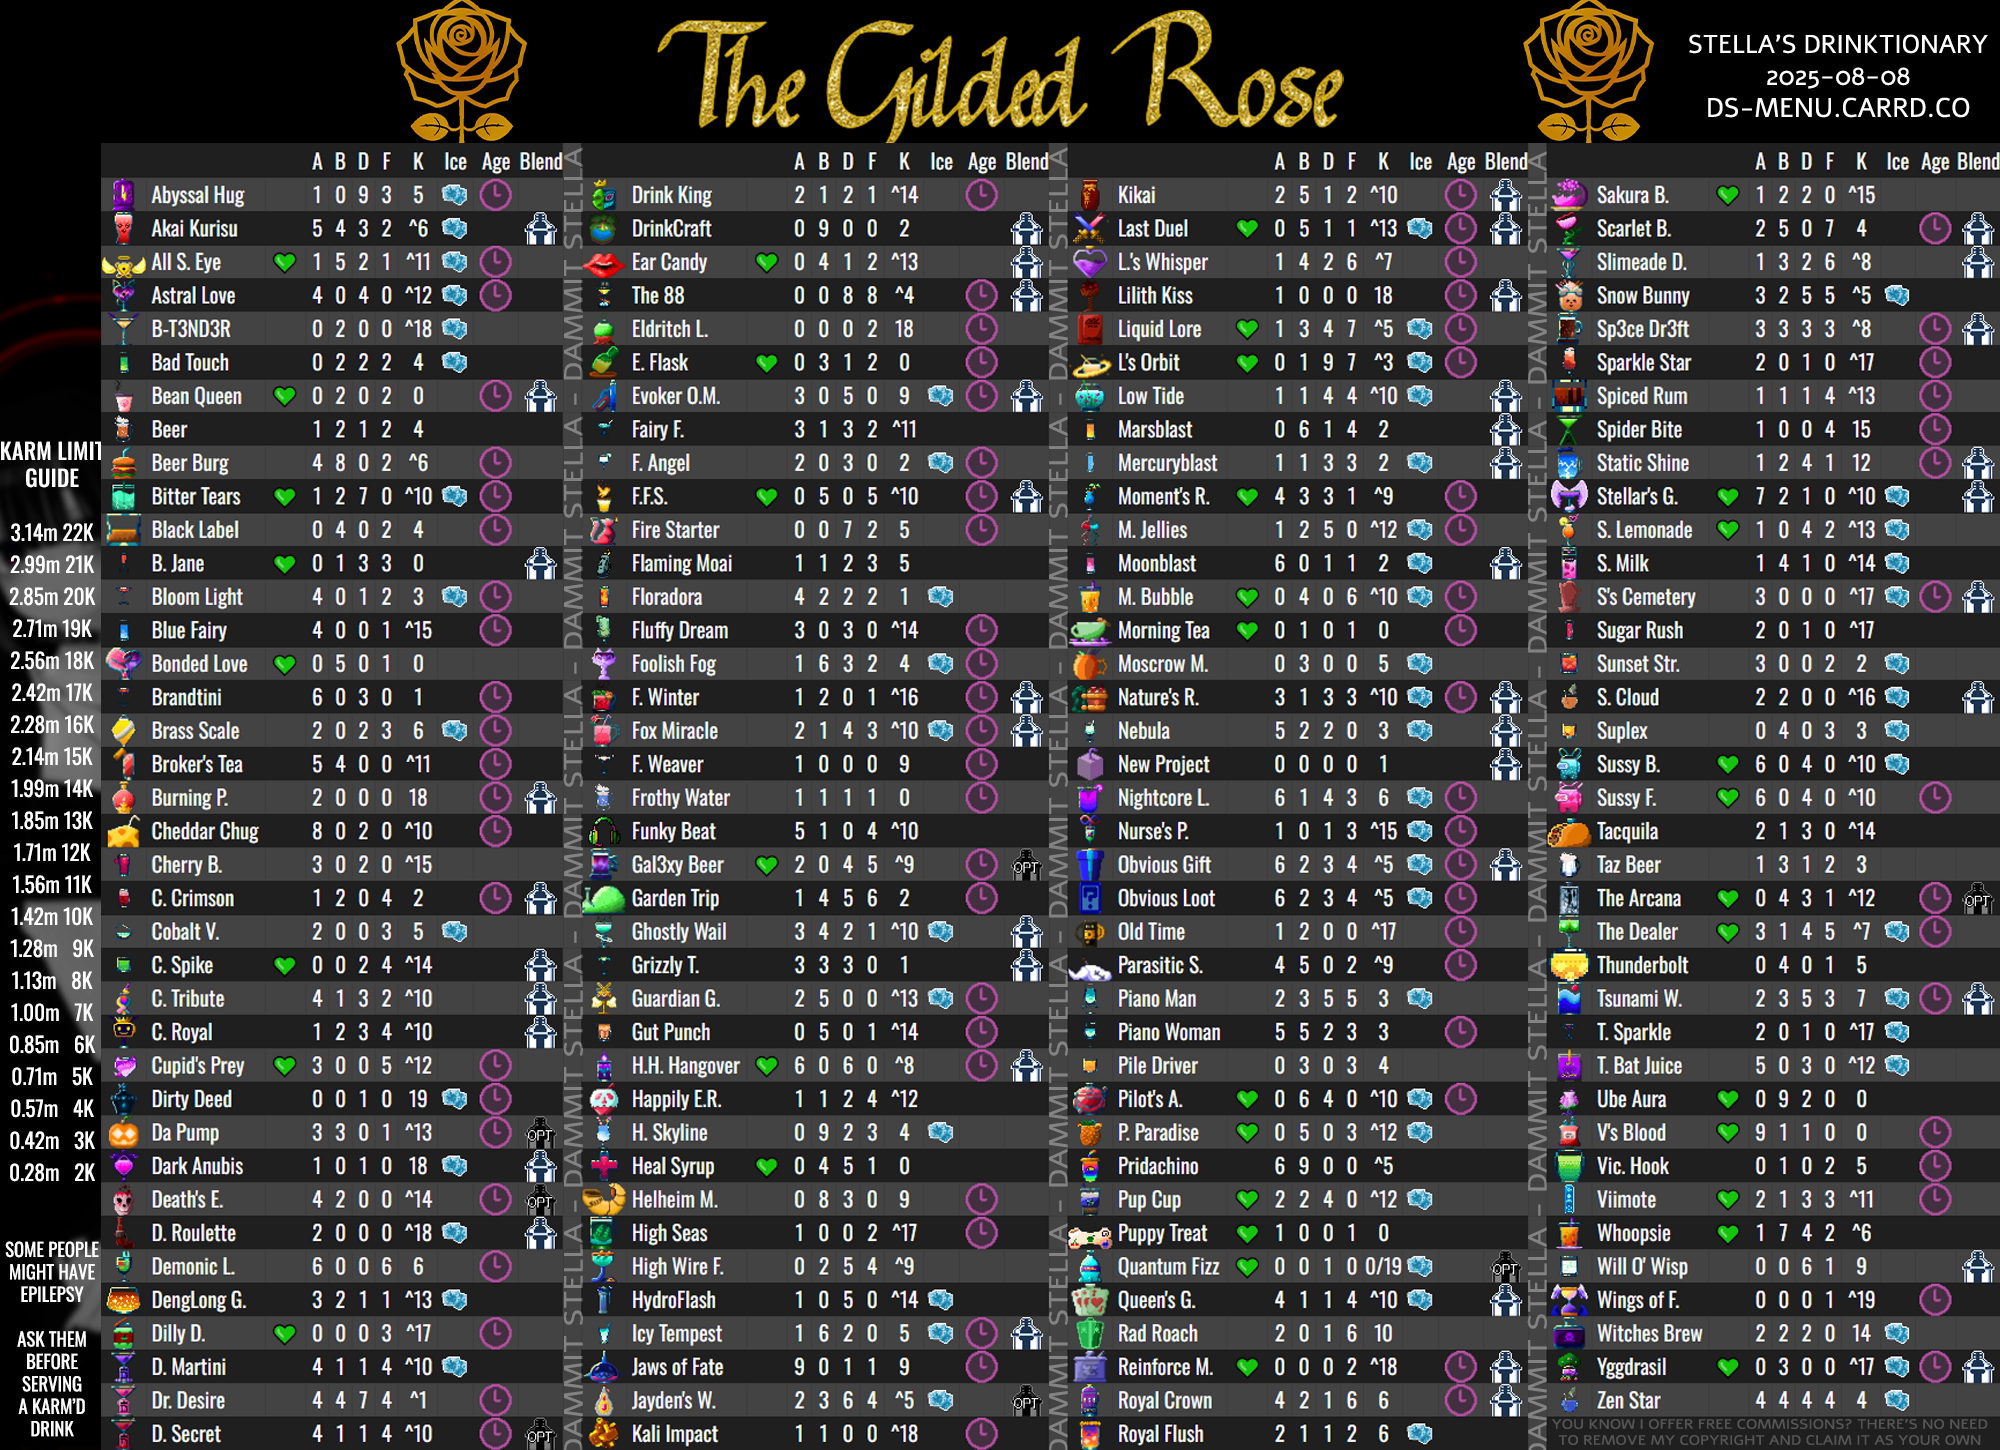 The Gilded Rose
STELLA'S DRINKTIONARY
2025-08-08
DS-MENU.CARRD.CO
KARM LIMIT
GUIDE
3.14m 22K
2.99m 21K
2.85m 20K
2.71m 19K
2.56m 18K
2.42m 17K
2.28m 16K
2.14m 15K
1.99m 14K
1.85m 13K
1.71m 12K
1.56m 11K
1.42m 10K
1.28m 9K
1.13m 8K
1.00m 7K
0.85m 6K
0.71m 5K
0.57m 4K
0.42m 3K
0.28m 2K
SOME PEOPLE
MIGHT HAVE
EPILEPSY
ASK THEM
BEFORE
SERVING
A KARM'D
DRINK
A B D F K Ice Age Blend
Abyssal Hug 1 0 9 3 5
Akai Kurisu 5 4 3 2 ^6
All S. Eye 1 5 2 1 ^11
Astral Love 4 0 4 0 ^12
B-T3ND3R 0 2 0 0 ^18
Bad Touch 0 2 2 2 4
Bean Queen 0 2 0 2 0
Beer 1 2 1 2 4
Beer Burg 4 8 0 2 ^6
Bitter Tears 1 2 7 0 ^10
Black Label 0 4 0 2 4
B. Jane 0 1 3 3 0
Bloom Light 4 0 1 2 3
Blue Fairy 4 0 0 1 ^15
Bonded Love 0 5 0 1 0
Brandtini 6 0 3 0 1
Brass Scale 2 0 2 3 6
Broker's Tea 5 4 0 0 ^11
Burning P. 2 0 0 0 18
Cheddar Chug 8 0 2 0 ^10
Cherry B. 3 0 2 0 ^15
C. Crimson 1 2 0 4 2
Cobalt V. 2 0 0 3 5
C. Spike 0 0 2 4 ^14
C. Tribute 4 1 3 2 ^10
C. Royal 1 2 3 4 ^10
Cupid's Prey 3 0 0 5 ^12
Dirty Deed 0 0 1 0 19
Da Pump 3 3 0 1 ^13 OPT
Dark Anubis 1 0 1 0 18
Death's E. 4 2 0 0 ^14 OPT
D. Roulette 2 0 0 0 ^18
Demonic L. 6 0 0 6 6
DengLong G. 3 2 1 1 ^13
Dilly D. 0 0 0 3 ^17
D. Martini 4 1 1 4 ^10
Dr. Desire 4 4 7 4 ^1
D. Secret 4 1 1 4 ^10 OPT
DAMMIT STELLA - DAMMIT STELLA - DAMMIT STELLA
A B D F K Ice Age Blend
Drink King 2 1 2 1 ^14
DrinkCraft 0 9 0 0 2
Ear Candy 0 4 1 2 ^13
The 88 0 0 8 8 ^4
Eldritch L. 0 0 0 2 18
E. Flask 0 3 1 2 0
Evoker O.M. 3 0 5 0 9
Fairy F. 3 1 3 2 ^11
F. Angel 2 0 3 0 2
F.F.S. 0 5 0 5 ^10
Fire Starter 0 0 7 2 5
Flaming Moai 1 1 2 3 5
Floradora 4 2 2 2 1
Fluffy Dream 3 0 3 0 ^14
Foolish Fog 1 6 3 2 4
F. Winter 1 2 0 1 ^16
Fox Miracle 2 1 4 3 ^10
F. Weaver 1 0 0 0 9
Frothy Water 1 1 1 1 0
Funky Beat 5 1 0 4 ^10
Gal3xy Beer 2 0 4 5 ^9 OPT
Garden Trip 1 4 5 6 2
Ghostly Wail 3 4 2 1 ^10
Grizzly T. 3 3 3 0 1
Guardian G. 2 5 0 0 ^13
Gut Punch 0 5 0 1 ^14
H.H. Hangover 6 0 6 0 ^8
Happily E.R. 1 1 2 4 ^12
H. Skyline 0 9 2 3 4
Heal Syrup 0 4 5 1 0
Helheim M. 0 8 3 0 9
High Seas 1 0 0 2 ^17
High Wire F. 0 2 5 4 ^9
HydroFlash 1 0 5 0 ^14
Icy Tempest 1 6 2 0 5
Jaws of Fate 9 0 1 1 9
Jayden's W. 2 3 6 4 ^5 OPT
Kali Impact 1 1 0 0 ^18
DAMMIT STELLA - DAMMIT STELLA - DAMMIT STELLA
A B D F K Ice Age Blend
Kikai 2 5 1 2 ^10
Last Duel 0 5 1 1 ^13
L.'s Whisper 1 4 2 6 ^7
Lilith Kiss 1 0 0 0 18
Liquid Lore 1 3 4 7 ^5
L's Orbit 0 1 9 7 ^3
Low Tide 1 1 4 4 ^10
Marsblast 0 6 1 4 2
Mercuryblast 1 1 3 3 2
Moment's R. 4 3 3 1 ^9
M. Jellies 1 2 5 0 ^12
Moonblast 6 0 1 1 2
M. Bubble 0 4 0 6 ^10
Morning Tea 0 1 0 1 0
Moscrow M. 0 3 0 0 5
Nature's R. 3 1 3 3 ^10
Nebula 5 2 2 0 3
New Project 0 0 0 0 1
Nightcore L. 6 1 4 3 6
Nurse's P. 1 0 1 3 ^15
Obvious Gift 6 2 3 4 ^5
Obvious Loot 6 2 3 4 ^5
Old Time 1 2 0 0 ^17
Parasitic S. 4 5 0 2 ^9
Piano Man 2 3 5 5 3
Piano Woman 5 5 2 3 3
Pile Driver 0 3 0 3 4
Pilot's A. 0 6 4 0 ^10
P. Paradise 0 5 0 3 ^12
Pridachino 6 9 0 0 ^5
Pup Cup 2 2 4 0 ^12
Puppy Treat 1 0 0 1 0
Quantum Fizz 0 0 1 0 0/19 OPT
Queen's G. 4 1 1 4 ^10
Rad Roach 2 0 1 6 10
Reinforce M. 0 0 0 2 ^18
Royal Crown 4 2 1 6 6
Royal Flush 2 1 1 2 6
DAMMIT STELLA - DAMMIT STELLA - DAMMIT STELLA
A B D F K Ice Age Blend
Sakura B. 1 2 2 0 ^15
Scarlet B. 2 5 0 7 4
Slimeade D. 1 3 2 6 ^8
Snow Bunny 3 2 5 5 ^5
Sp3ce Dr3ft 3 3 3 3 ^8
Sparkle Star 2 0 1 0 ^17
Spiced Rum 1 1 1 4 ^13
Spider Bite 1 0 0 4 15
Static Shine 1 2 4 1 12
Stellar's G. 7 2 1 0 ^10
S. Lemonade 1 0 4 2 ^13
S. Milk 1 4 1 0 ^14
S's Cemetery 3 0 0 0 ^17
Sugar Rush 2 0 1 0 ^17
Sunset Str. 3 0 0 2 2
S. Cloud 2 2 0 0 ^16
Suplex 0 4 0 3 3
Sussy B. 6 0 4 0 ^10
Sussy F. 6 0 4 0 ^10
Tacquila 2 1 3 0 ^14
Taz Beer 1 3 1 2 3
The Arcana 0 4 3 1 ^12 OPT
The Dealer 3 1 4 5 ^7
Thunderbolt 0 4 0 1 5
Tsunami W. 2 3 5 3 7
T. Sparkle 2 0 1 0 ^17
T. Bat Juice 5 0 3 0 ^12
Ube Aura 0 9 2 0 0
V's Blood 9 1 1 0 0
Vic. Hook 0 1 0 2 5
Viimote 2 1 3 3 ^11
Whoopsie 1 7 4 2 ^6
Will O' Wisp 0 0 6 1 9
Wings of F. 0 0 0 1 ^19
Witches Brew 2 2 2 0 14
Yggdrasil 0 3 0 0 ^17
Zen Star 4 4 4 4 4
YOU KNOW I OFFER FREE COMMISSIONS? THERE'S NO NEED
TO REMOVE MY COPYRIGHT AND CLAIM IT AS YOUR OWN